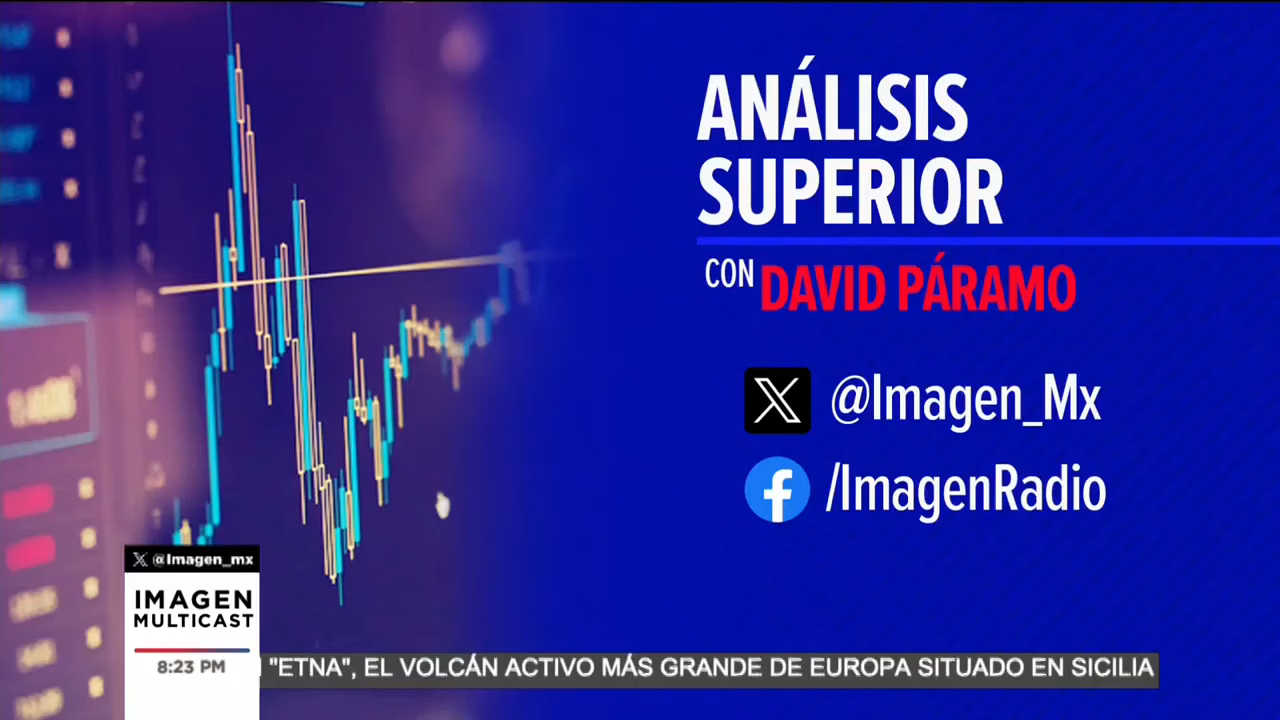 ANÁLISIS
SUPERIOR
CON DAVID PÁRAMO
@Imagen_Mx
/ImagenRadio
@Imagen_mx
IMAGEN
MULTICAST
8:23 PM
"ETNA", EL VOLCÁN ACTIVO MÁS GRANDE DE EUROPA SITUADO EN SICILIA